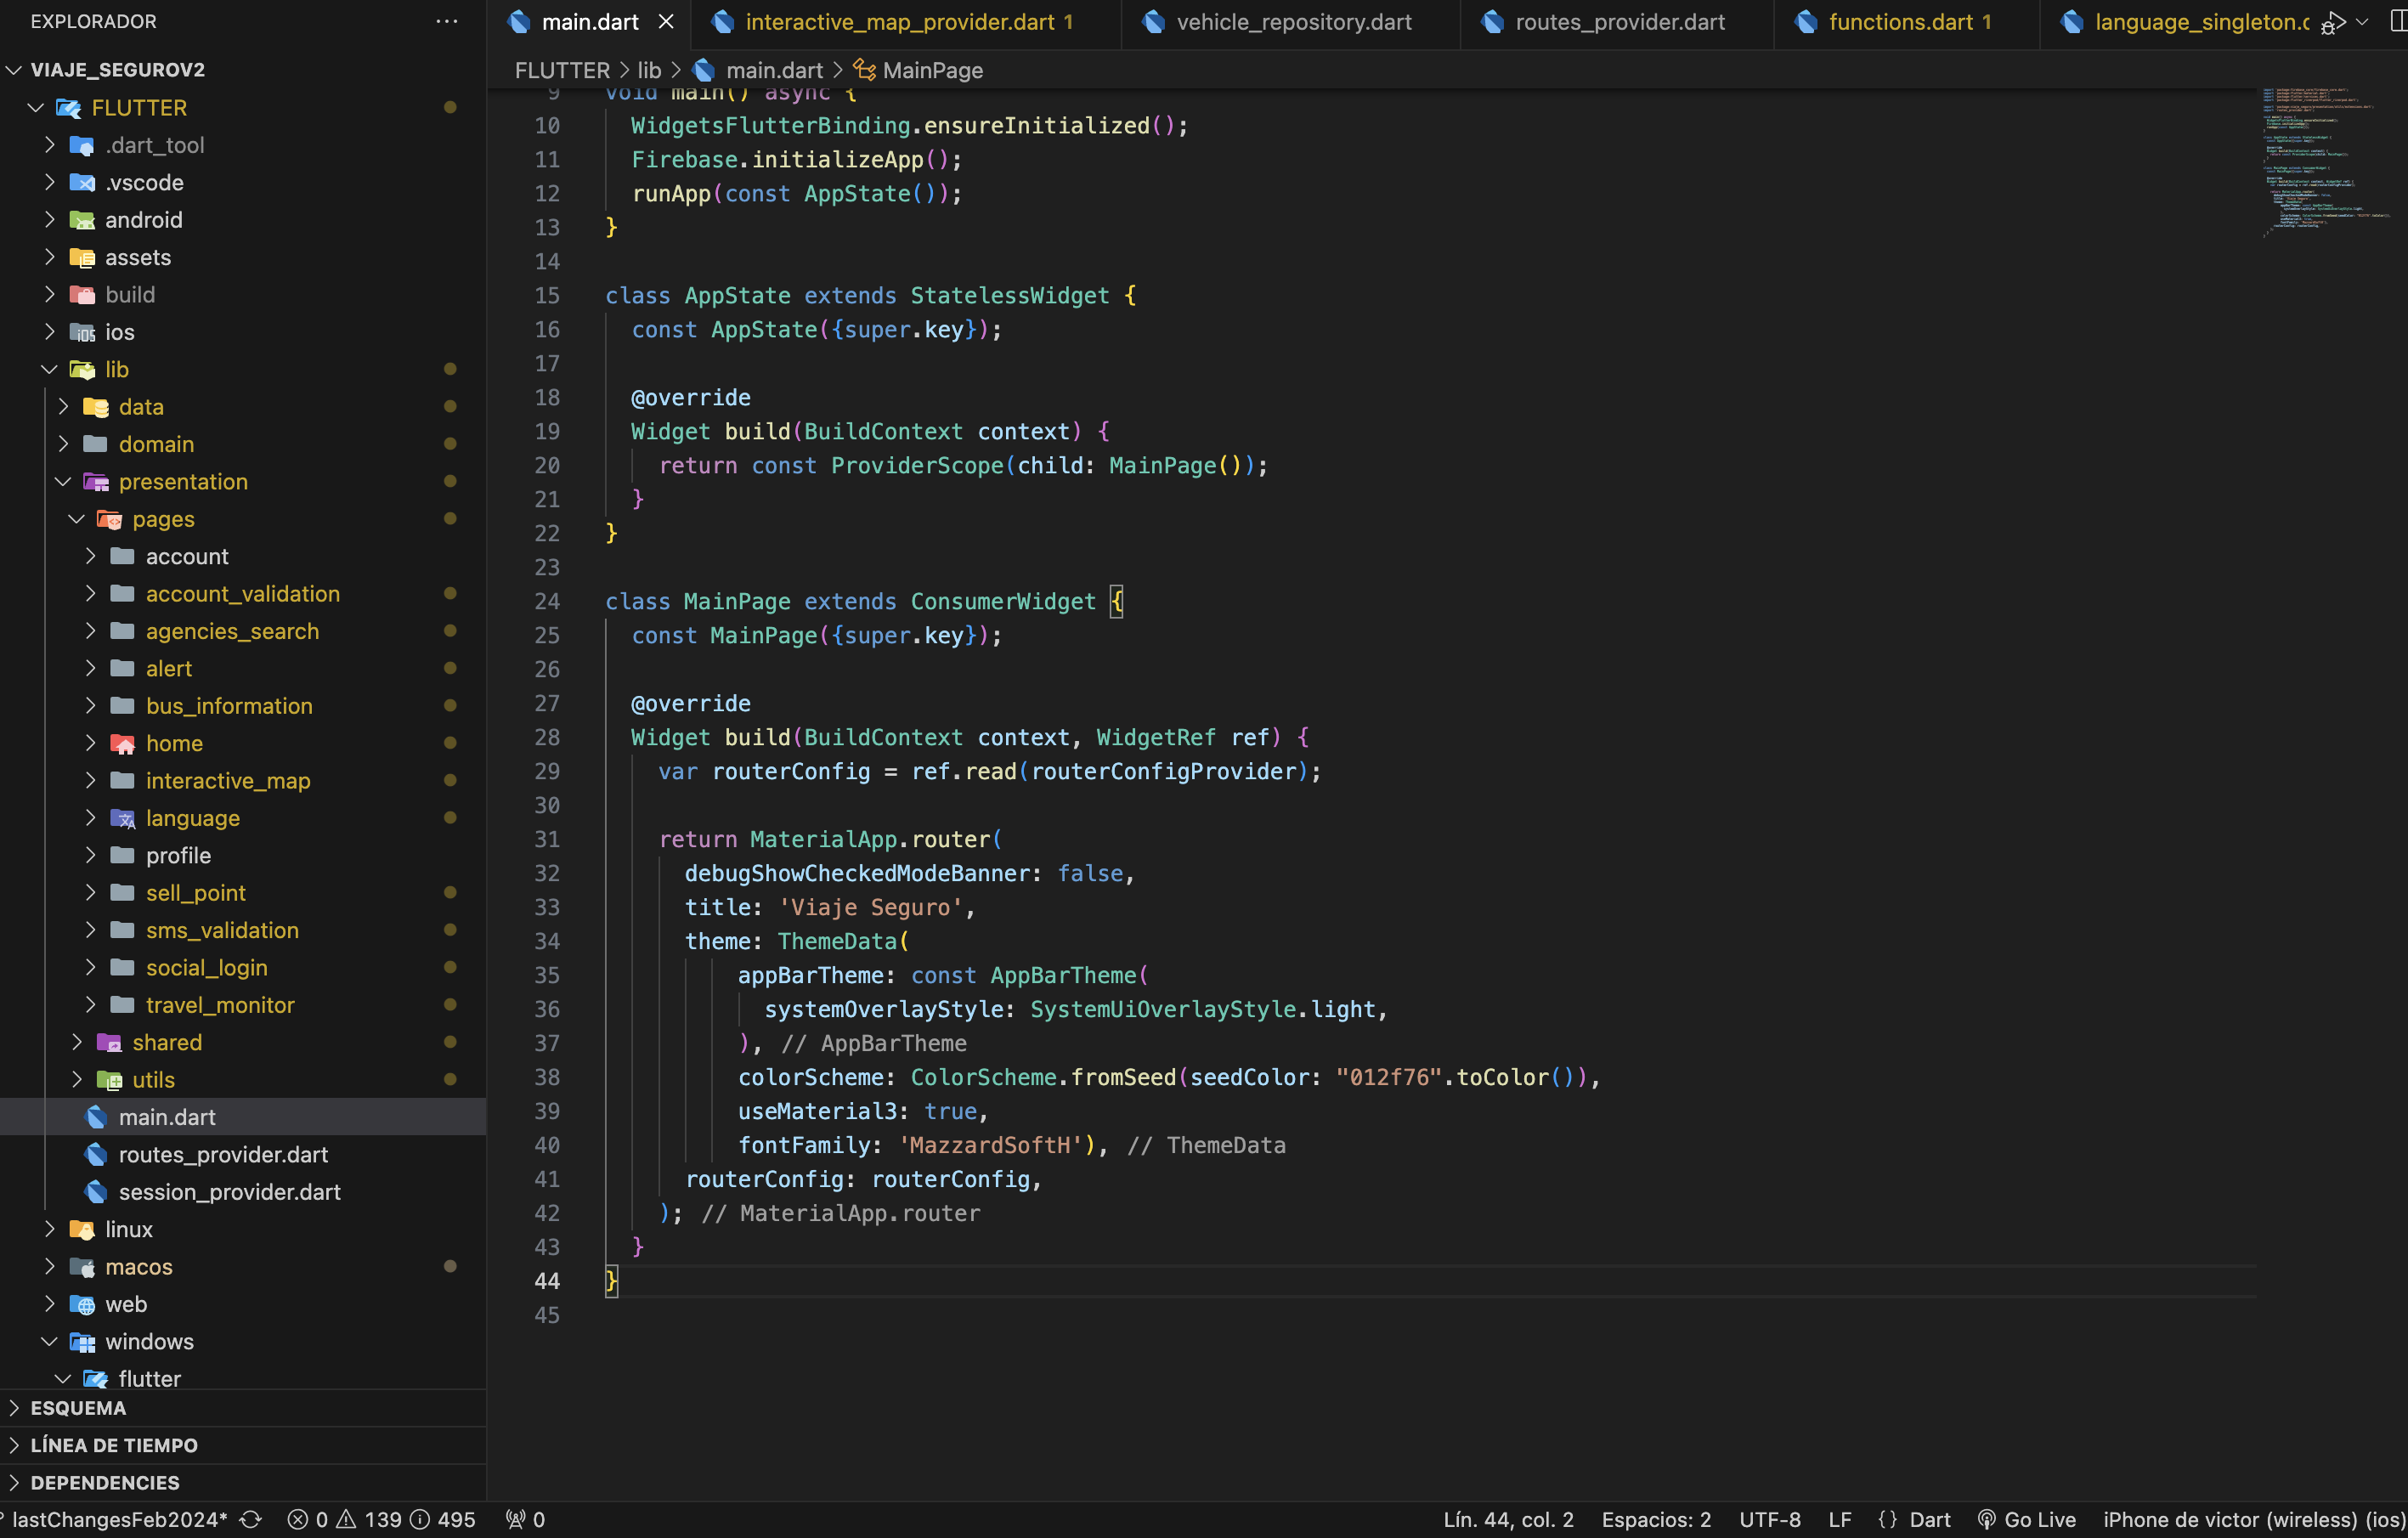 EXPLORADOR
VIAJE_SEGUROV2
FLUTTER
.dart_tool
.vscode
android
assets
build
ios
lib
data
domain
presentation
pages
account
account_validation
agencies_search
alert
bus_information
home
interactive_map
language
profile
sell_point
sms_validation
social_login
travel_monitor
shared
utils
main.dart
routes_provider.dart
session_provider.dart
linux
macos
web
windows
flutter
ESQUEMA
LÍNEA DE TIEMPO
DEPENDENCIES
main.dart interactive_map_provider.dart 1 vehicle_repository.dart routes_provider.dart functions.dart 1 language_singleton.
FLUTTER > lib > main.dart > MainPage
9 void main() async {
10 WidgetsFlutterBinding.ensureInitialized();
11 Firebase.initializeApp();
12 runApp(const AppState());
13 }
14
15 class AppState extends StatelessWidget {
16 const AppState({super.key});
17
18 @override
19 Widget build(BuildContext context) {
20 return const ProviderScope(child: MainPage());
21 }
22 }
23
24 class MainPage extends ConsumerWidget {
25 const MainPage({super.key});
26
27 @override
28 Widget build(BuildContext context, WidgetRef ref) {
29 var routerConfig = ref.read(routerConfigProvider);
30
31 return MaterialApp.router(
32 debugShowCheckedModeBanner: false,
33 title: 'Viaje Seguro',
34 theme: ThemeData(
35 appBarTheme: const AppBarTheme(
36 systemOverlayStyle: SystemUiOverlayStyle.light,
37 ), // AppBarTheme
38 colorScheme: ColorScheme.fromSeed(seedColor: "012f76".toColor()),
39 useMaterial3: true,
40 fontFamily: 'MazzardSoftH'), // ThemeData
41 routerConfig: routerConfig,
42 ); // MaterialApp.router
43 }
44 }
45
lastChangesFeb2024* 0 139 495 0 Lín. 44, col. 2 Espacios: 2 UTF-8 LF {} Dart Go Live iPhone de victor (wireless) (ios)